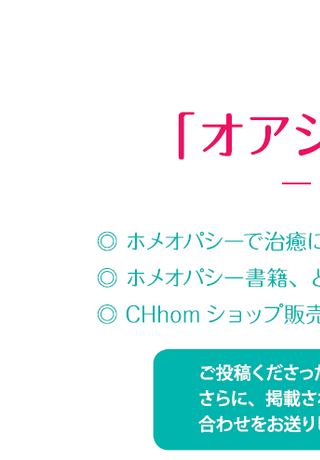 「オアシ
◎ ホメオパシーで治癒に
◎ ホメオパシー書籍、と
◎ CHhom ショップ販売
ご投稿くださった
さらに、掲載さ
合わせをお送りし